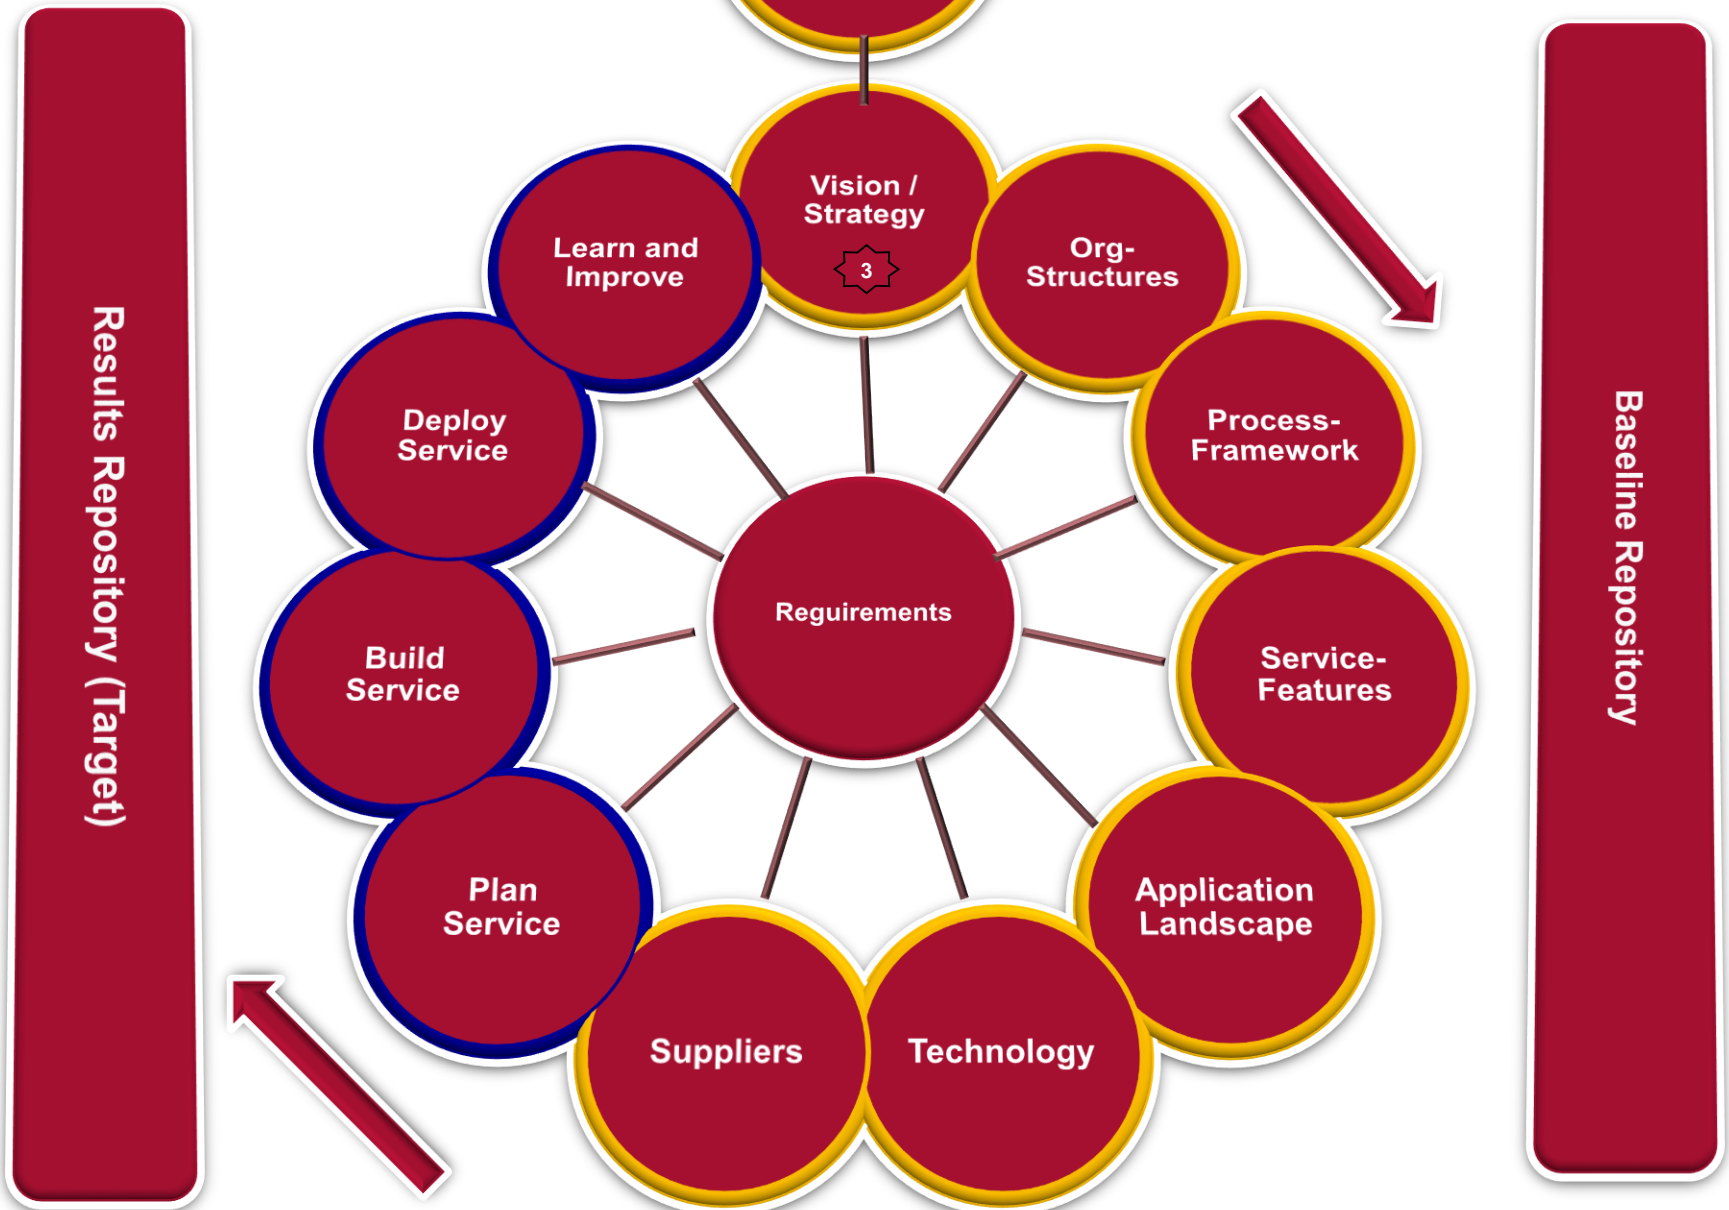 Results Repository (Target)
Vision /
Strategy
3
Org-
Structures
Process-
Framework
Service-
Features
Application
Landscape
Technology
Suppliers
Plan
Service
Build
Service
Deploy
Service
Learn and
Improve
Reguirements
Baseline Repository